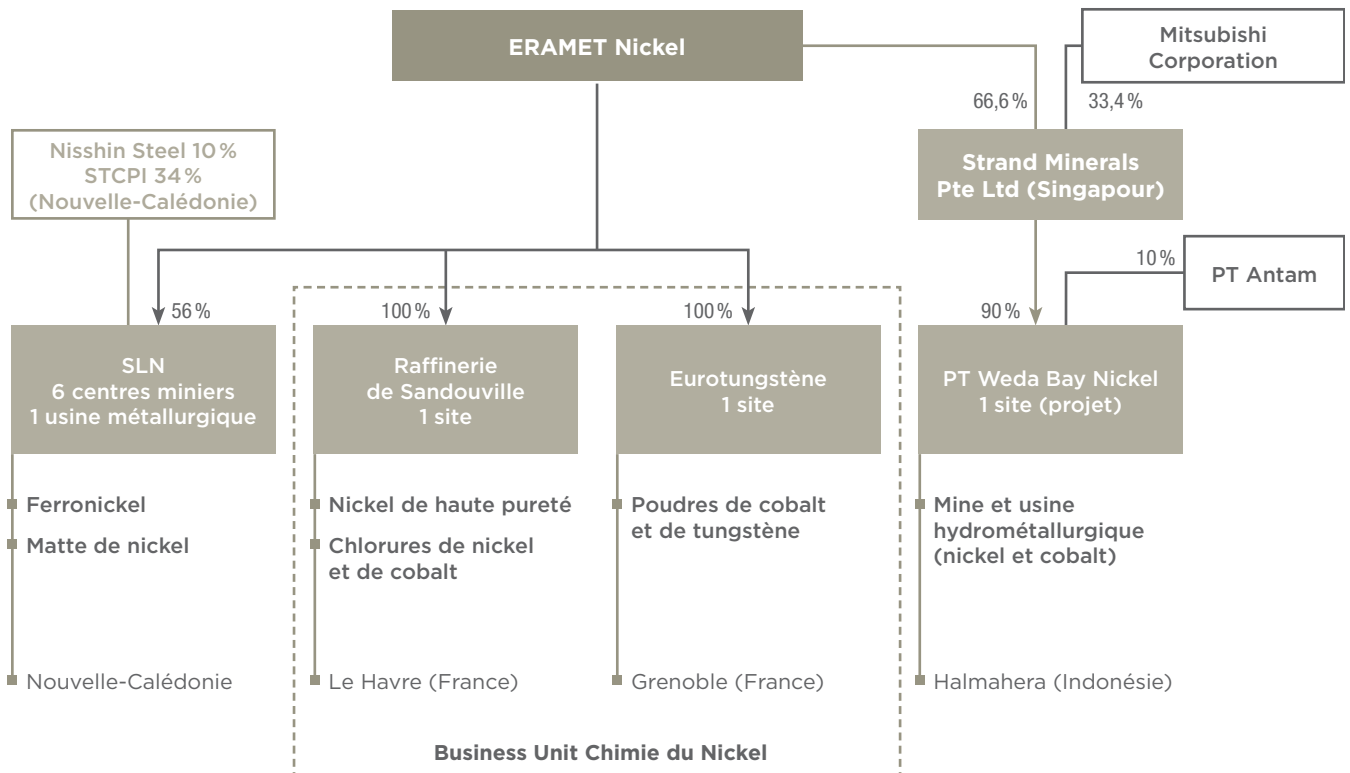 ERAMET Nickel
Mitsubishi
Corporation
66,6 %
33,4 %
Nisshin Steel 10 %
STCPI 34 %
(Nouvelle-Calédonie)
Strand Minerals
Pte Ltd (Singapour)
10 %
PT Antam
56 %
100 %
100 %
90 %
SLN
6 centres miniers
1 usine métallurgique
Raffinerie
de Sandouville
1 site
Eurotungstène
1 site
PT Weda Bay Nickel
1 site (projet)
Ferronickel
Matte de nickel
Nickel de haute pureté
Chlorures de nickel
et de cobalt
Poudres de cobalt
et de tungstène
Mine et usine
hydrométallurgique
(nickel et cobalt)
Nouvelle-Calédonie
Le Havre (France)
Grenoble (France)
Halmahera (Indonésie)
Business Unit Chimie du Nickel